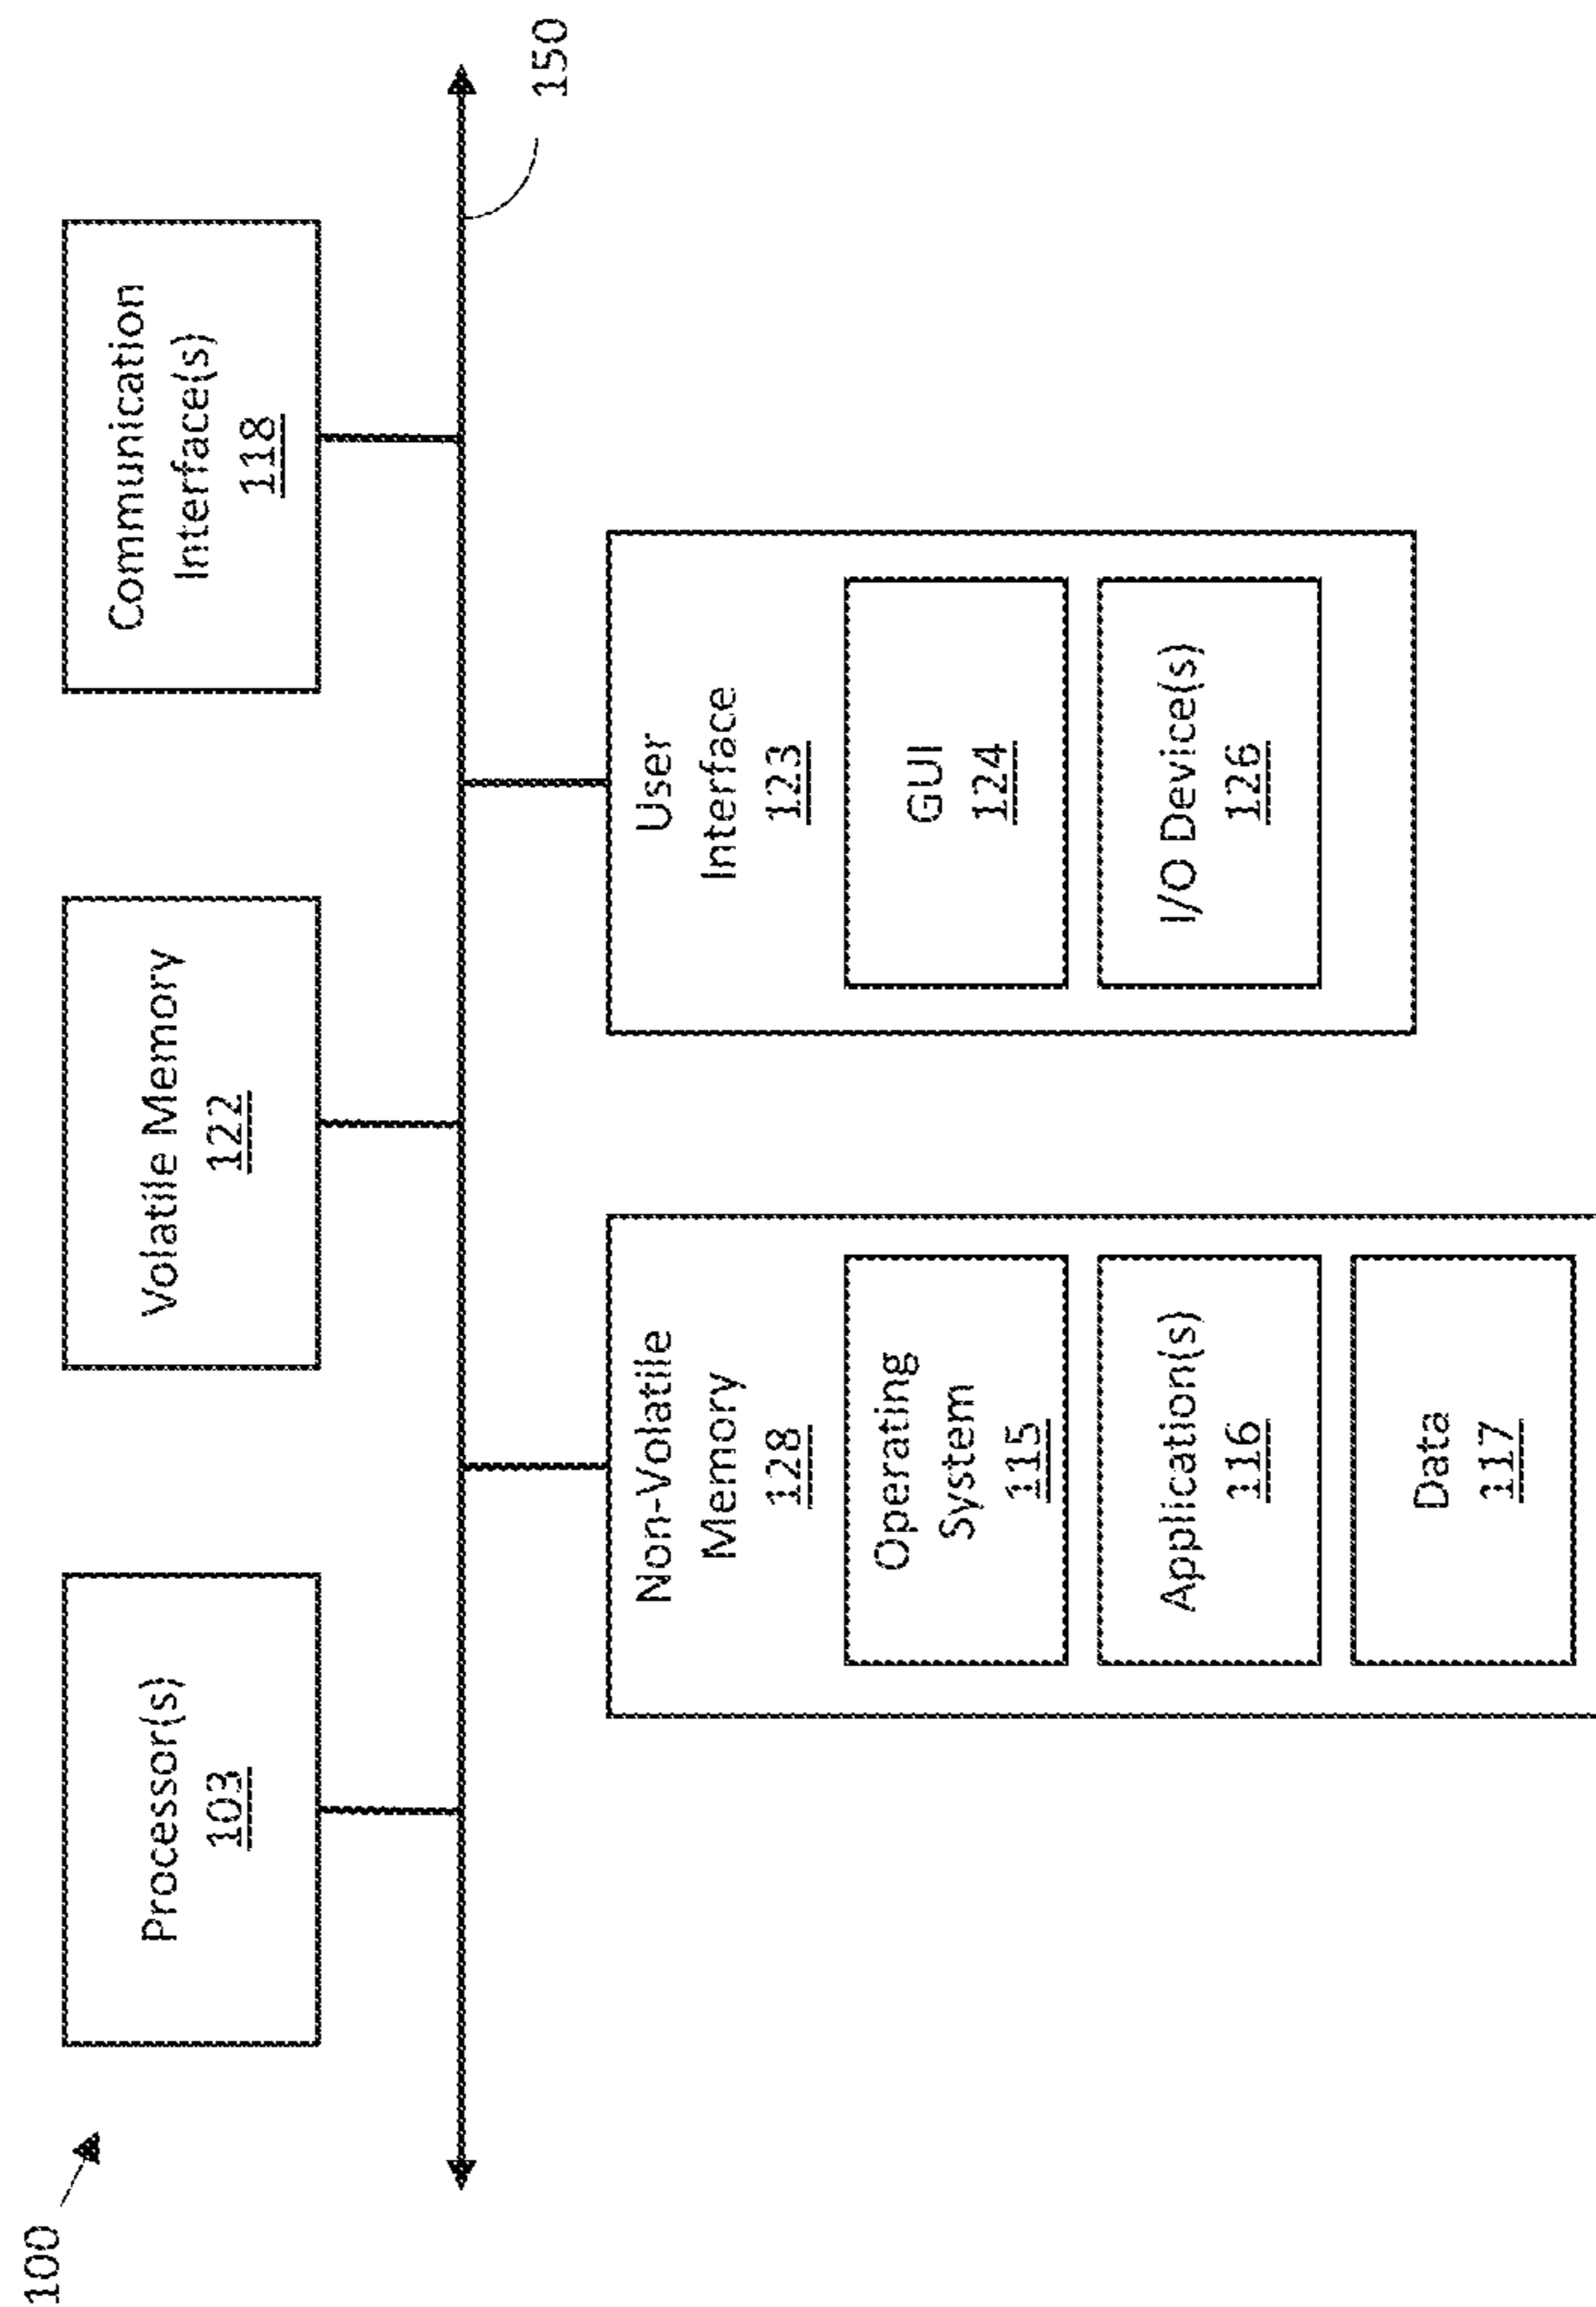 100
Processor(s)
103
Volatile Memory
122
Communication
Interface(s)
118
150
Non-Volatile
Memory
128
Operating
System
115
Application(s)
116
Data
117
User
Interface
123
GUI
124
I/O Device(s)
126